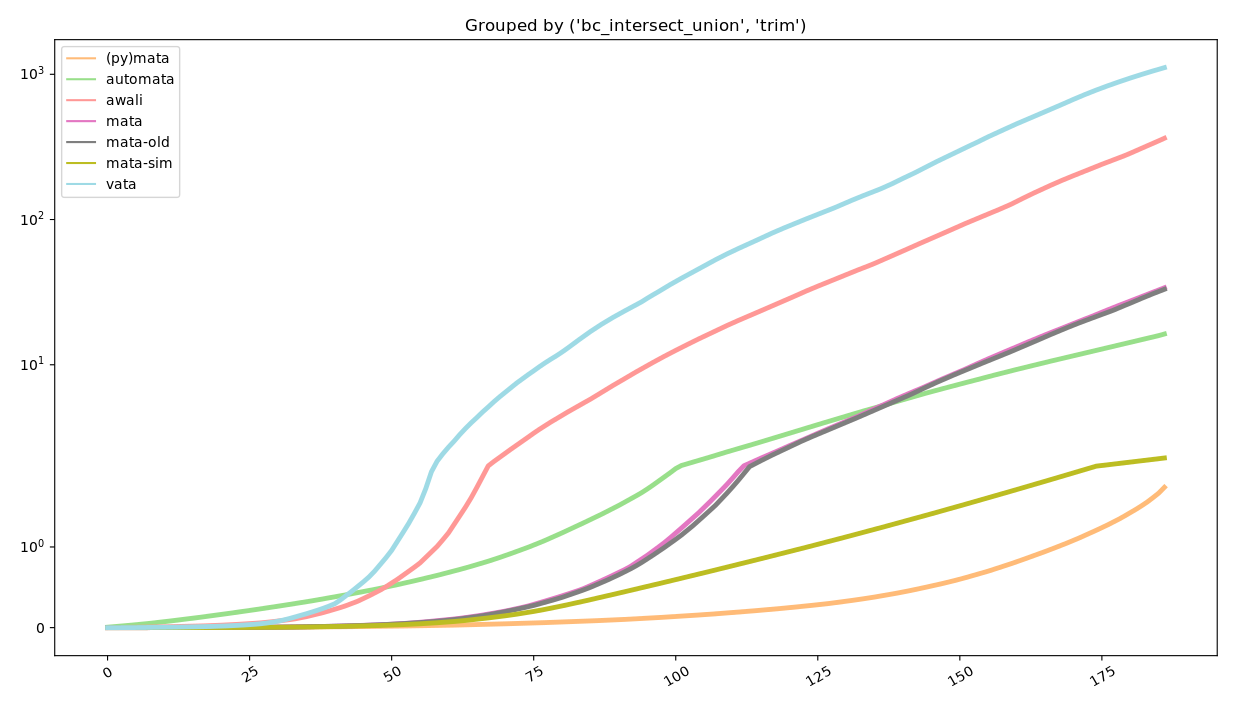 Grouped by ('bc_intersect_union', 'trim')
(py)mata
automata
awali
mata
mata-old
mata-sim
vata
10³
10²
10¹
10⁰
0
0 25 50 75 100 125 150 175